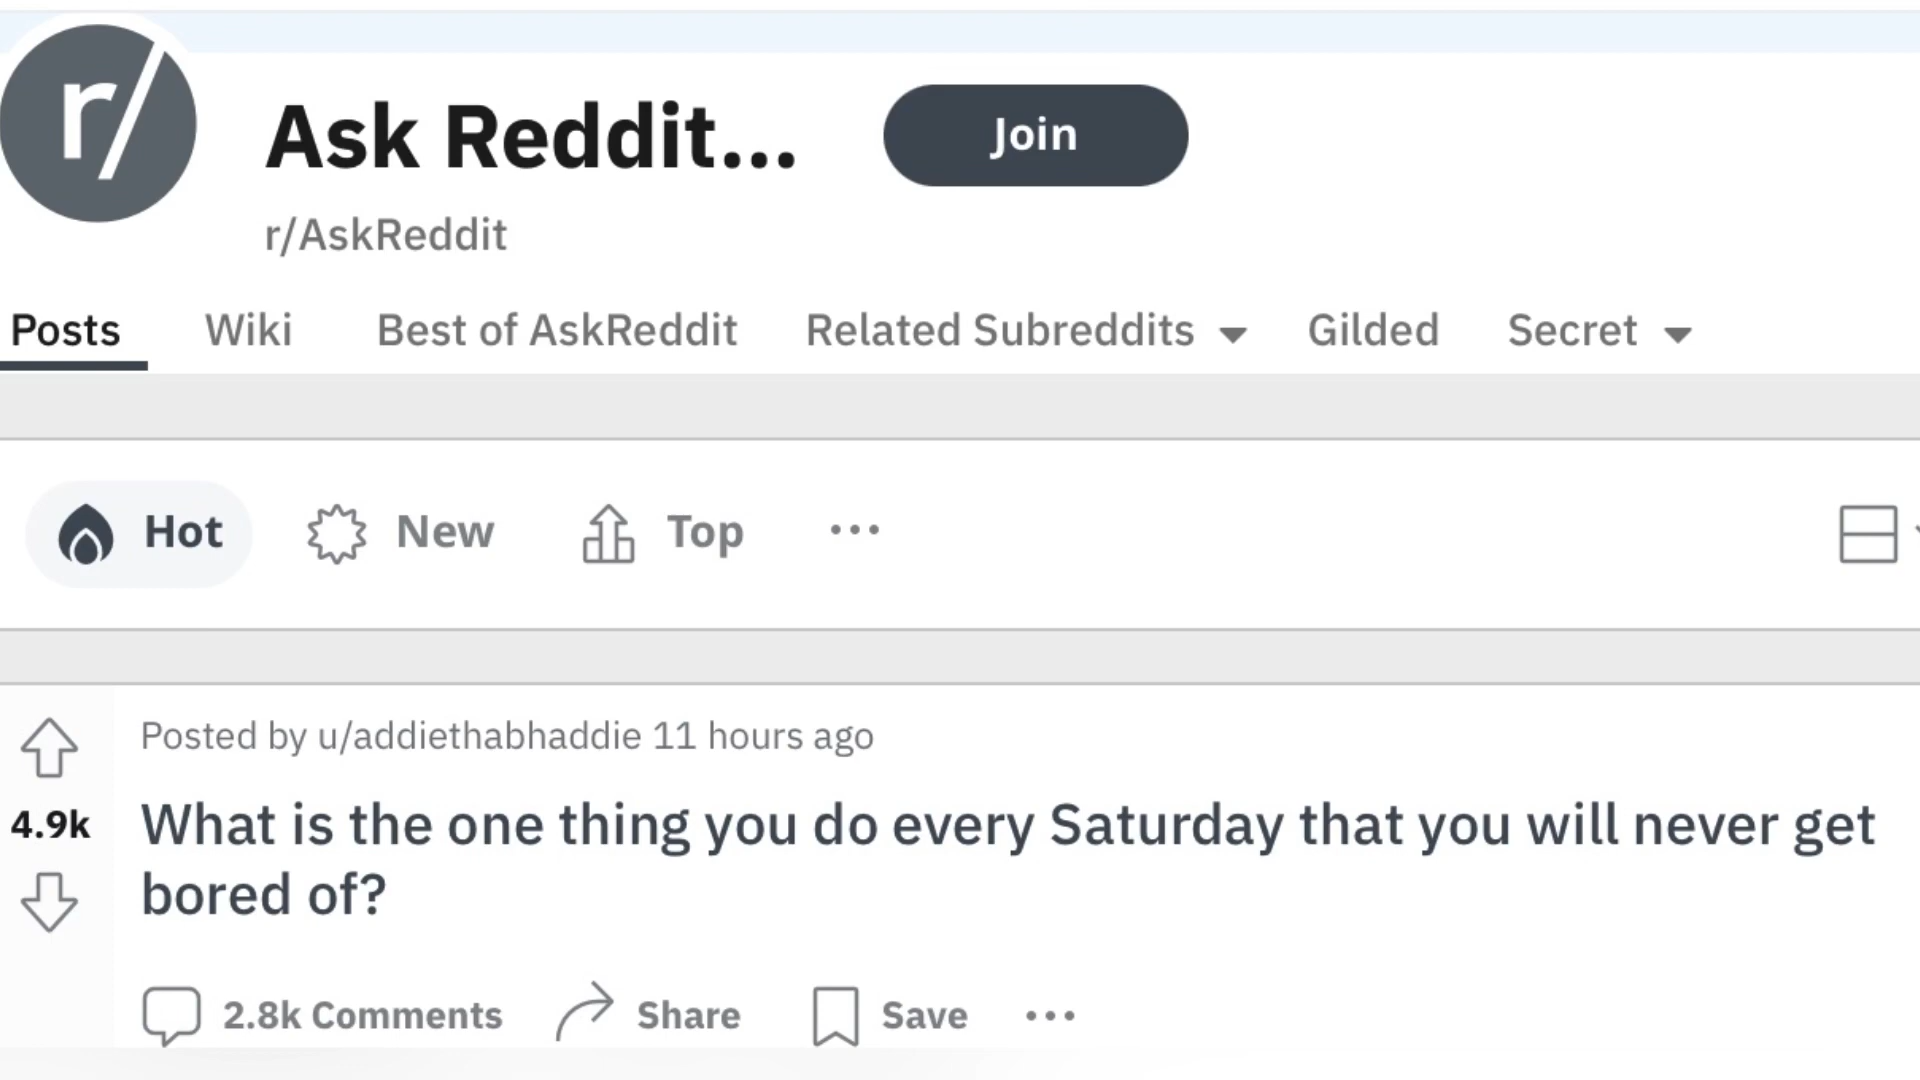 r/
Ask Reddit...
Join
r/AskReddit
Posts Wiki Best of AskReddit Related Subreddits Gilded Secret
Hot New Top ...
Posted by u/addiethabhaddie 11 hours ago
4.9k
What is the one thing you do every Saturday that you will never get
bored of?
2.8k Comments Share Save ...